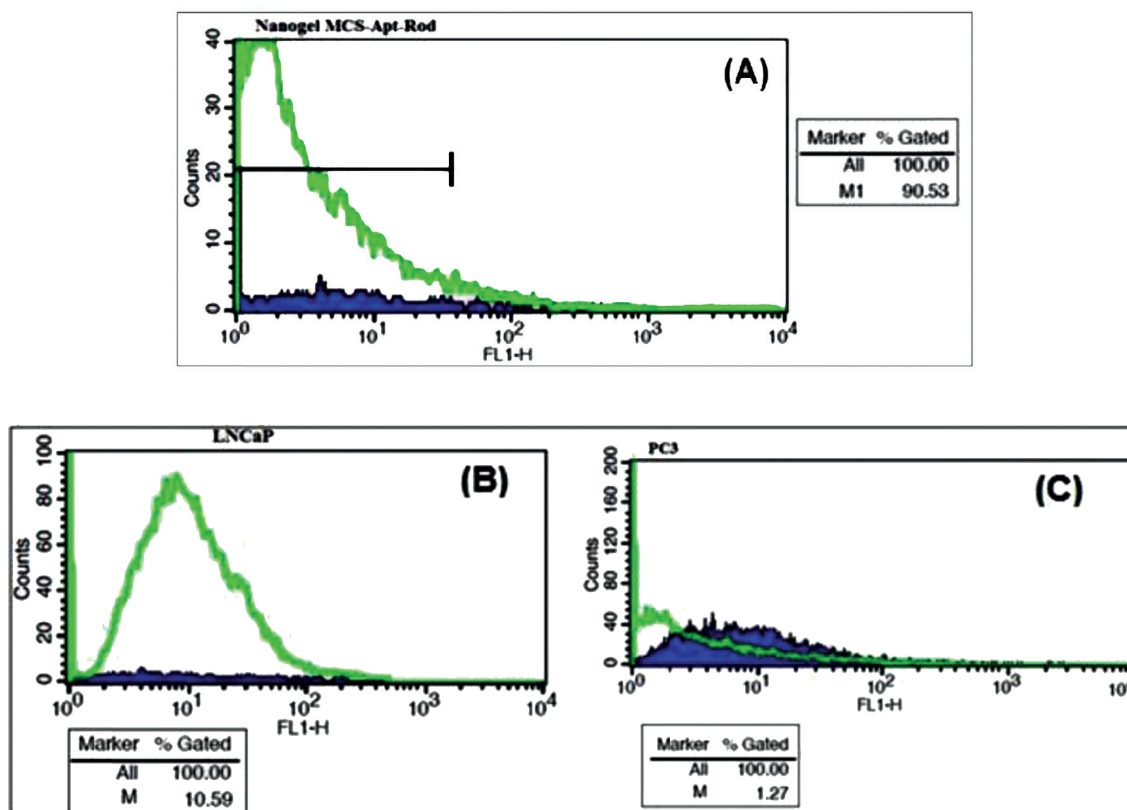 Nanogel MCS-Apt-Rod
(A)
40
30
20
10
0
Counts
10^0 10^1 10^2 10^3 10^4
FL1-H
Marker % Gated
All 100.00
M1 90.53
LNCaP
(B)
100
80
60
40
20
0
Counts
10^0 10^1 10^2 10^3 10^4
FL1-H
Marker % Gated
All 100.00
M 10.59
PC3
(C)
200
160
120
80
40
0
Counts
10^0 10^1 10^2 10^3
FL1-H
Marker % Gated
All 100.00
M 1.27